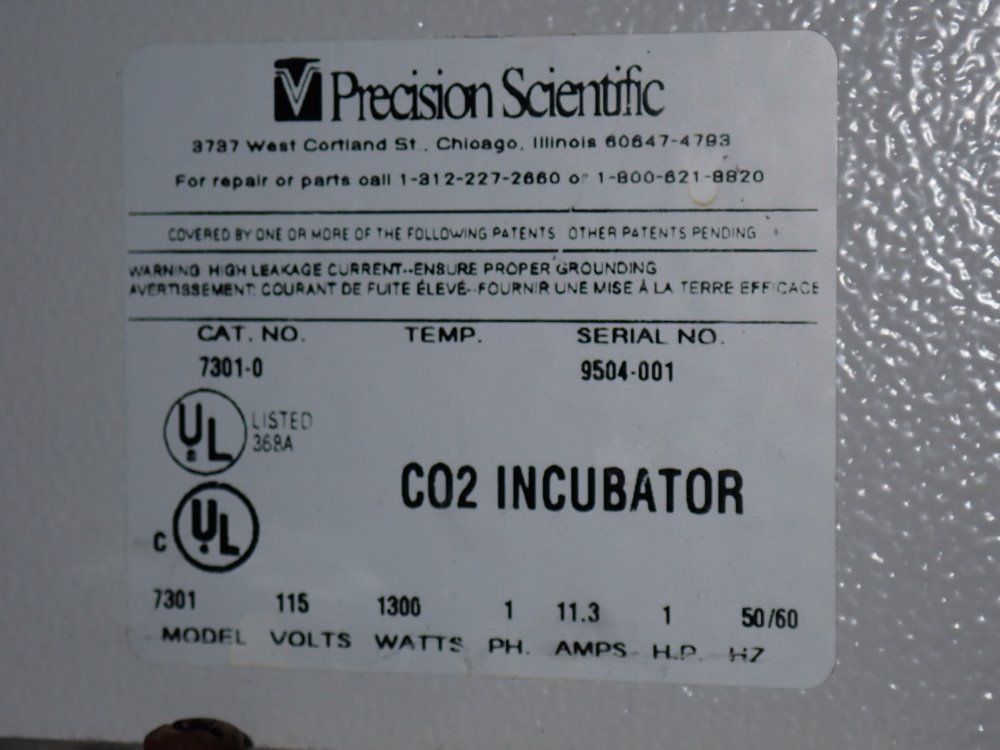 Precision Scientific
3737 West Cortland St., Chicago, Illinois 60647-4793
For repair or parts call 1-312-227-2660 or 1-800-621-8820
COVERED BY ONE OR MORE OF THE FOLLOWING PATENTS OTHER PATENTS PENDING
WARNING HIGH LEAKAGE CURRENT--ENSURE PROPER GROUNDING
AVERTISSEMENT: COURANT DE FUITE ÉLEVÉ--FOURNIR UNE MISE À LA TERRE EFFICACE
CAT. NO. TEMP. SERIAL NO.
7301-0 9504-001
UL LISTED
368A
CO2 INCUBATOR
C UL
7301 115 1300 1 11.3 1 50/60
MODEL VOLTS WATTS PH. AMPS H.P. HZ